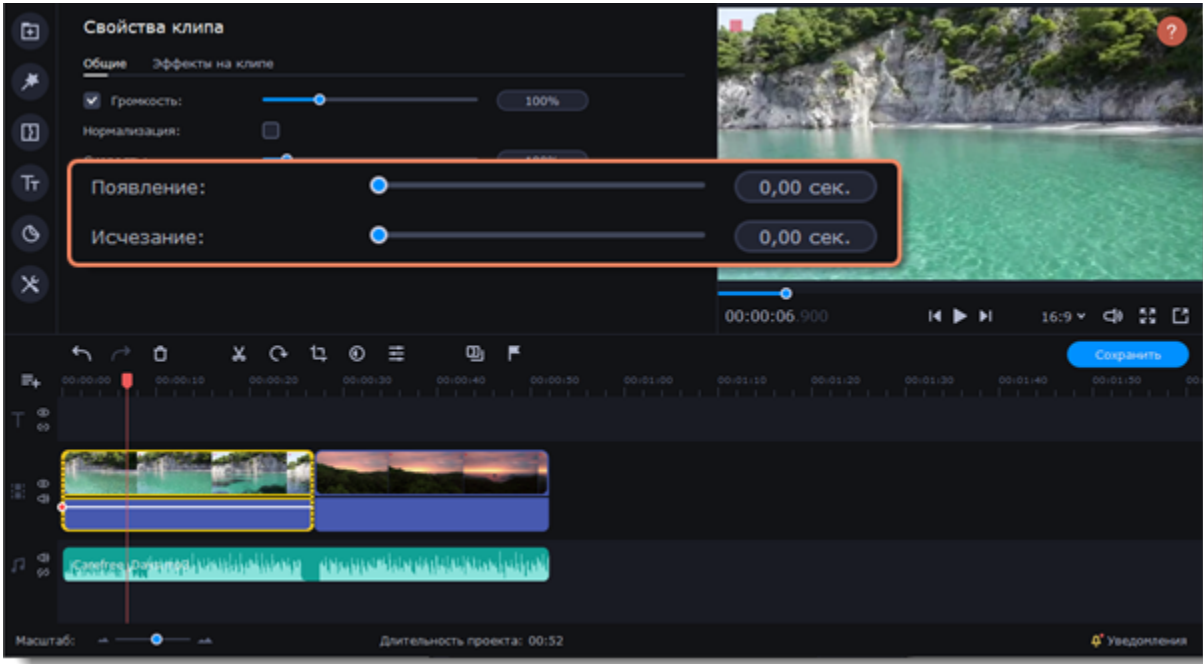 Свойства клипа
?
Общие Эффекты на клипе
Громкость: 100%
Нормализация:
Появление: 0,00 сек.
Исчезание: 0,00 сек.
00:00:06.900 16:9
Сохранить
00:00:00 00:00:10 00:00:20 00:00:30 00:00:40 00:00:50 00:01:00 00:01:10 00:01:20 00:01:30 00:01:40 00:01:50 00:
Масштаб: Длительность проекта: 00:52 Уведомления